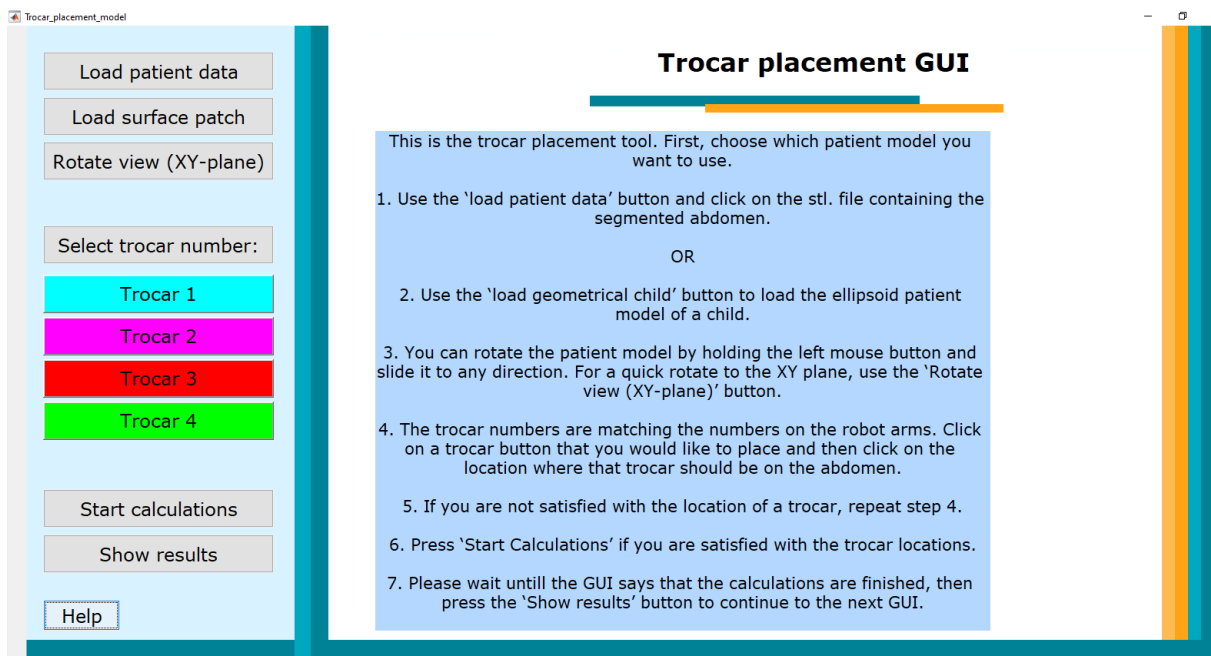 Trocar_placement_model
Load patient data
Load surface patch
Rotate view (XY-plane)
Select trocar number:
Trocar 1
Trocar 2
Trocar 3
Trocar 4
Start calculations
Show results
Help
Trocar placement GUI
This is the trocar placement tool. First, choose which patient model you
want to use.
1. Use the ‵load patient data′ button and click on the stl. file containing the
segmented abdomen.
OR
2. Use the ‵load geometrical child′ button to load the ellipsoid patient
model of a child.
3. You can rotate the patient model by holding the left mouse button and
slide it to any direction. For a quick rotate to the XY plane, use the ‵Rotate
view (XY-plane)′ button.
4. The trocar numbers are matching the numbers on the robot arms. Click
on a trocar button that you would like to place and then click on the
location where that trocar should be on the abdomen.
5. If you are not satisfied with the location of a trocar, repeat step 4.
6. Press ‵Start Calculations′ if you are satisfied with the trocar locations.
7. Please wait untill the GUI says that the calculations are finished, then
press the ‵Show results′ button to continue to the next GUI.